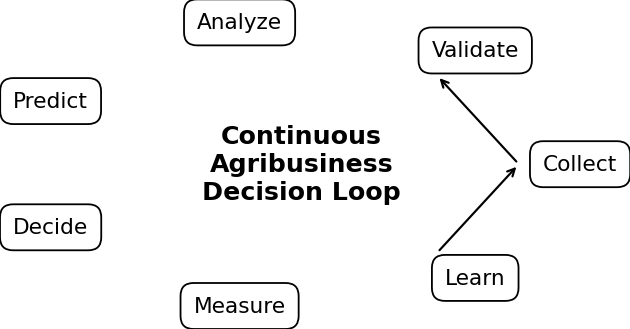 Analyze
Validate
Predict
Continuous
Agribusiness
Decision Loop
Collect
Decide
Learn
Measure